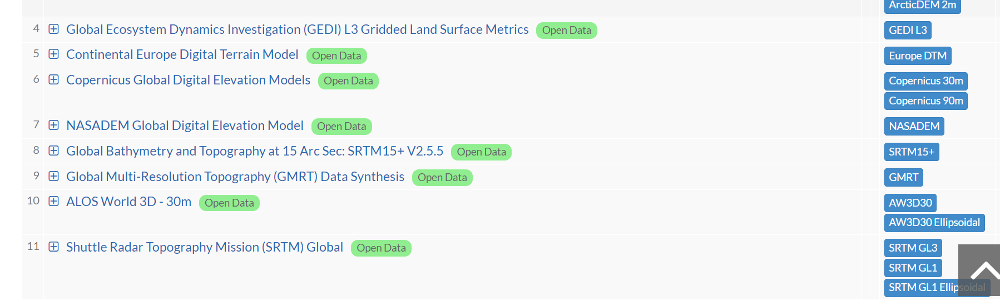 ArcticDEM 2m
4 Global Ecosystem Dynamics Investigation (GEDI) L3 Gridded Land Surface Metrics Open Data GEDI L3
5 Continental Europe Digital Terrain Model Open Data Europe DTM
6 Copernicus Global Digital Elevation Models Open Data Copernicus 30m
Copernicus 90m
7 NASADEM Global Digital Elevation Model Open Data NASADEM
8 Global Bathymetry and Topography at 15 Arc Sec: SRTM15+ V2.5.5 Open Data SRTM15+
9 Global Multi-Resolution Topography (GMRT) Data Synthesis Open Data GMRT
10 ALOS World 3D - 30m Open Data AW3D30
AW3D30 Ellipsoidal
11 Shuttle Radar Topography Mission (SRTM) Global Open Data SRTM GL3
SRTM GL1
SRTM GL1 Ellipsoidal